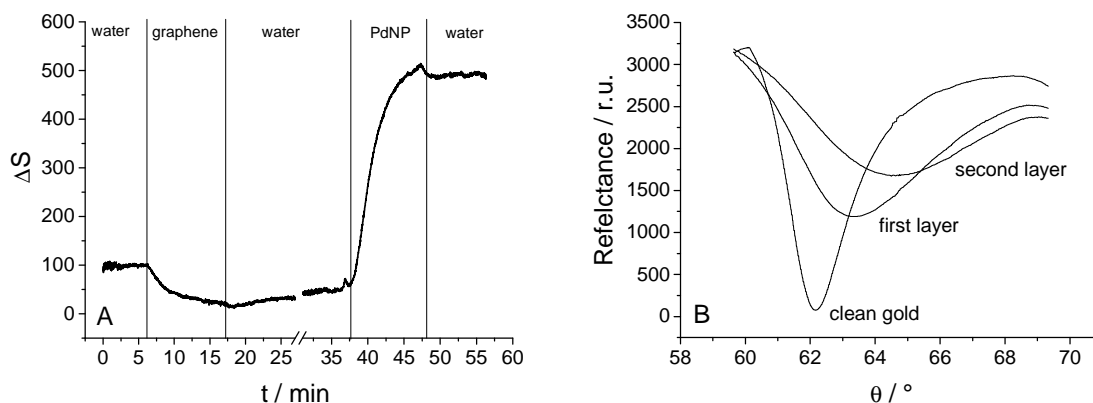 water graphene water PdNP water
600
500
400
300
200
100
0
ΔS
A
0 5 10 15 20 25 35 40 45 50 55 60
t / min
3500
3000
2500
2000
1500
1000
500
0
Refelctance / r.u.
second layer
first layer
clean gold
B
58 60 62 64 66 68 70
θ / °